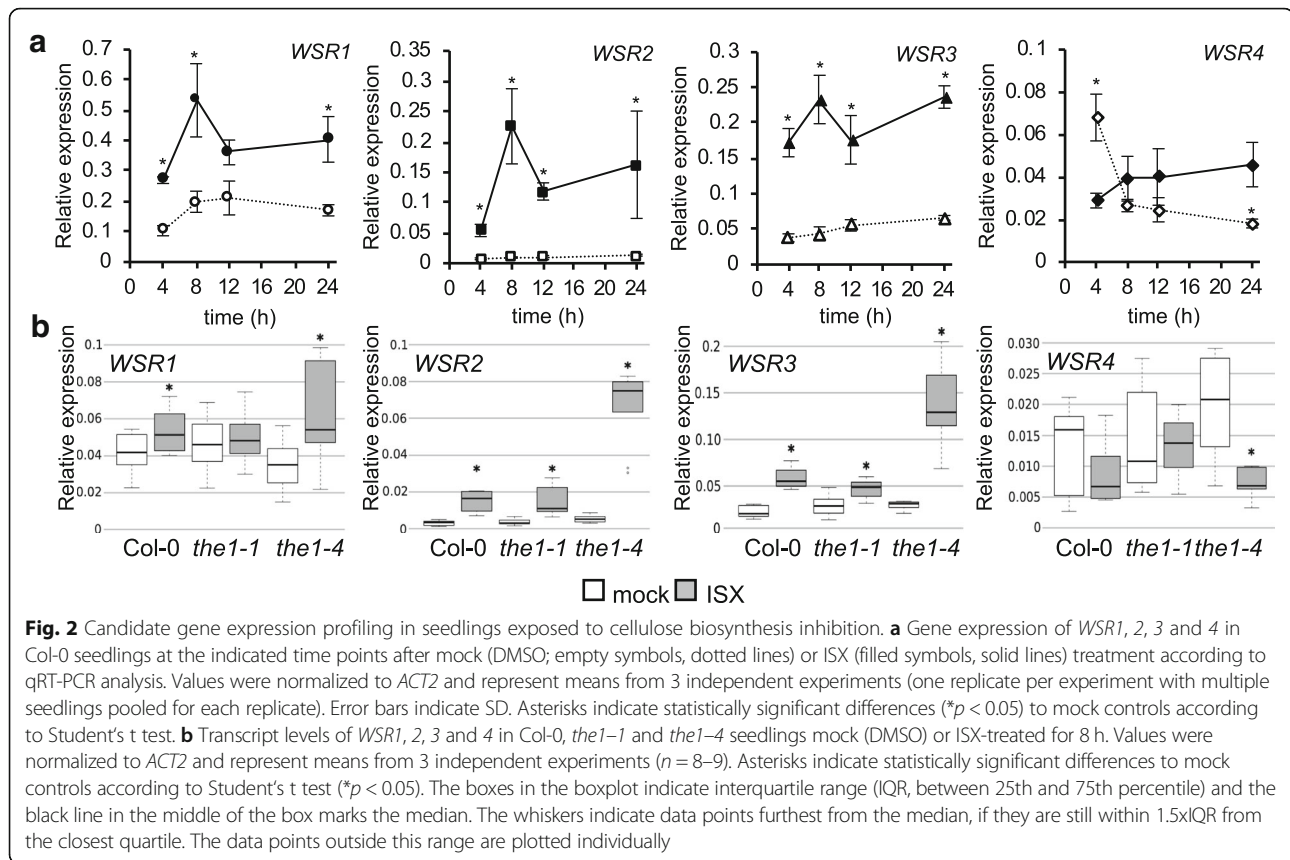 a
WSR1
WSR2
WSR3
WSR4
Relative expression
0.7
0.6
0.5
0.4
0.3
0.2
0.1
0
* * *
0 4 8 12 16 20 24
time (h)
Relative expression
0.35
0.3
0.25
0.2
0.15
0.1
0.05
0
* * * *
0 4 8 12 16 20 24
time (h)
Relative expression
0.3
0.25
0.2
0.15
0.1
0.05
0
* * * *
0 4 8 12 16 20 24
time (h)
Relative expression
0.1
0.08
0.06
0.04
0.02
0
* *
0 4 8 12 16 20 24
time (h)
b
WSR1
Relative expression
0.1
0.08
0.06
0.04
0.02
0
* *
Col-0 the1-1 the1-4
WSR2
Relative expression
0.1
0.08
0.06
0.04
0.02
0
* * *
Col-0 the1-1 the1-4
WSR3
Relative expression
0.2
0.15
0.1
0.05
0
* * *
Col-0 the1-1 the1-4
WSR4
Relative expression
0.030
0.025
0.020
0.015
0.010
0.005
0
*
Col-0 the1-1 the1-4
mock ISX
Fig. 2 Candidate gene expression profiling in seedlings exposed to cellulose biosynthesis inhibition. a Gene expression of WSR1, 2, 3 and 4 in
Col-0 seedlings at the indicated time points after mock (DMSO; empty symbols, dotted lines) or ISX (filled symbols, solid lines) treatment according to
qRT-PCR analysis. Values were normalized to ACT2 and represent means from 3 independent experiments (one replicate per experiment with multiple
seedlings pooled for each replicate). Error bars indicate SD. Asterisks indicate statistically significant differences (*p < 0.05) to mock controls according
to Student's t test. b Transcript levels of WSR1, 2, 3 and 4 in Col-0, the1–1 and the1–4 seedlings mock (DMSO) or ISX-treated for 8 h. Values were
normalized to ACT2 and represent means from 3 independent experiments (n = 8–9). Asterisks indicate statistically significant differences to mock
controls according to Student's t test (*p < 0.05). The boxes in the boxplot indicate interquartile range (IQR, between 25th and 75th percentile) and the
black line in the middle of the box marks the median. The whiskers indicate data points furthest from the median, if they are still within 1.5xIQR from
the closest quartile. The data points outside this range are plotted individually